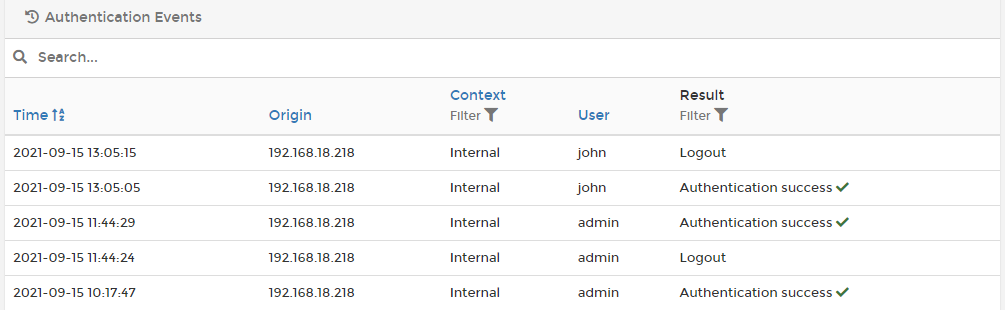 Authentication Events
Search...
Time Origin Context Filter User Result Filter
2021-09-15 13:05:15 192.168.18.218 Internal john Logout
2021-09-15 13:05:05 192.168.18.218 Internal john Authentication success
2021-09-15 11:44:29 192.168.18.218 Internal admin Authentication success
2021-09-15 11:44:24 192.168.18.218 Internal admin Logout
2021-09-15 10:17:47 192.168.18.218 Internal admin Authentication success